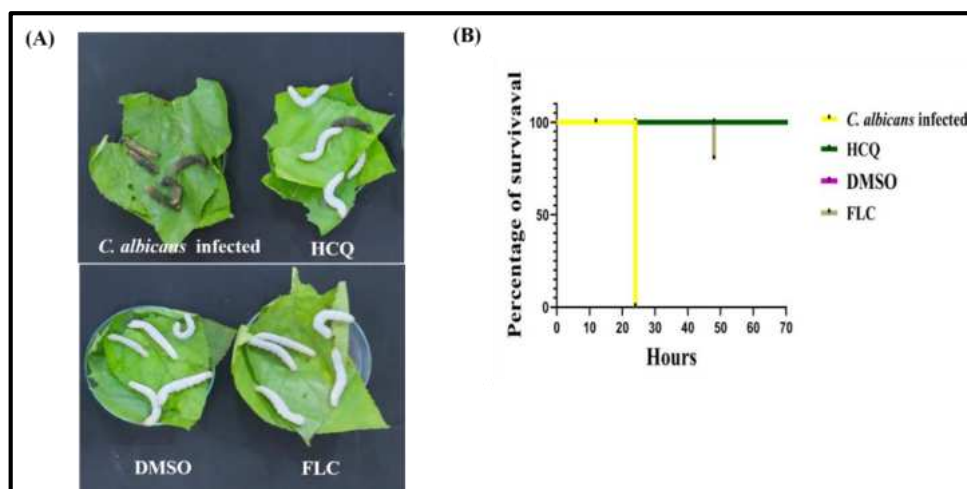 (A)
C. albicans infected
HCQ
DMSO
FLC
(B)
Percentage of survivaval
100
50
0
0
10
20
30
40
50
60
70
Hours
C. albicans infected
HCQ
DMSO
FLC